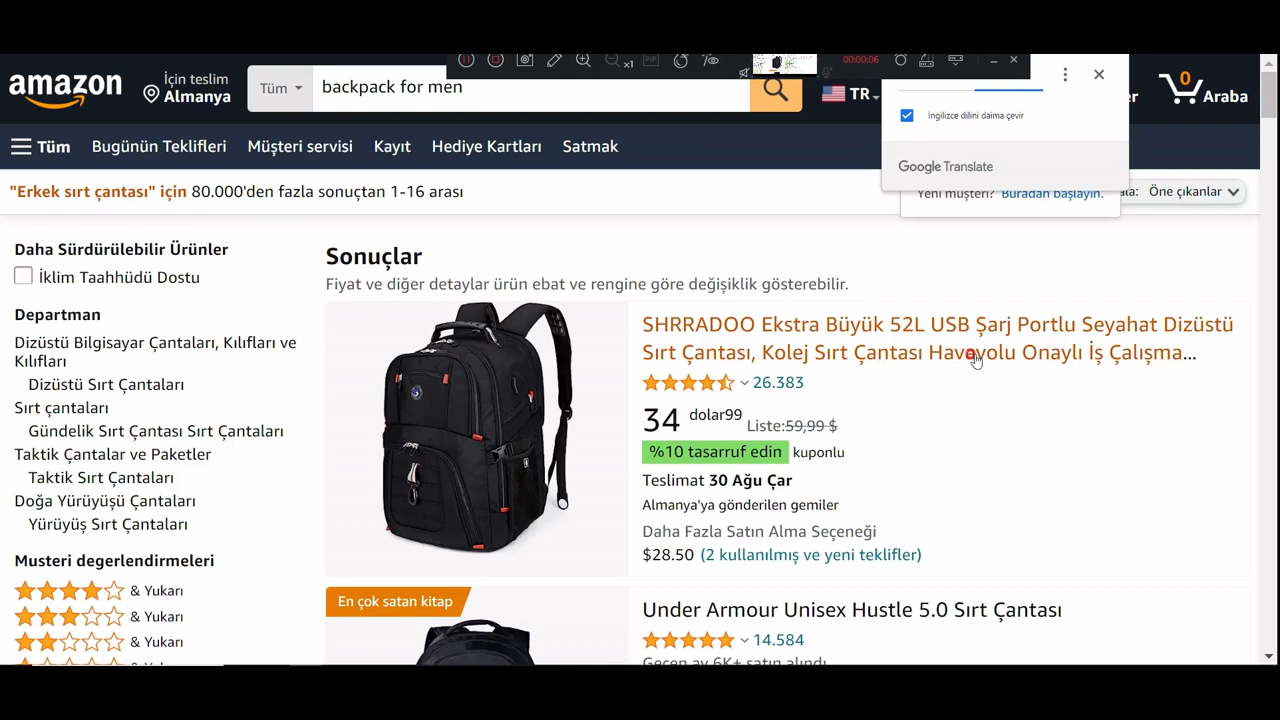 x1
PIP
00:00:06
amazon
İçin teslim
Almanya
Tüm
backpack for men
TR
0
Araba
İngilizce dilini daima çevir
Google Translate
Tüm
Bugünün Teklifleri
Müşteri servisi
Kayıt
Hediye Kartları
Satmak
Yeni müşteri? Buradan başlayın.
"Erkek sırt çantası" için 80.000'den fazla sonuçtan 1-16 arası
Öne çıkanlar
Daha Sürdürülebilir Ürünler
İklim Taahhüdü Dostu
Departman
Dizüstü Bilgisayar Çantaları, Kılıfları ve
Kılıfları
Dizüstü Sırt Çantaları
Sırt çantaları
Gündelik Sırt Çantası Sırt Çantaları
Taktik Çantalar ve Paketler
Taktik Sırt Çantaları
Doğa Yürüyüşü Çantaları
Yürüyüş Sırt Çantaları
Musteri degerlendirmeleri
& Yukarı
& Yukarı
& Yukarı
Sonuçlar
Fiyat ve diğer detaylar ürün ebat ve rengine göre değişiklik gösterebilir.
SHRRADOO Ekstra Büyük 52L USB Şarj Portlu Seyahat Dizüstü
Sırt Çantası, Kolej Sırt Çantası Havayolu Onaylı İş Çalışma...
26.383
34 dolar99 Liste:59,99 $
%10 tasarruf edin kuponlu
Teslimat 30 Ağu Çar
Almanya'ya gönderilen gemiler
Daha Fazla Satın Alma Seçeneği
$28.50 (2 kullanılmış ve yeni teklifler)
En çok satan kitap
Under Armour Unisex Hustle 5.0 Sırt Çantası
14.584
Geçen ay 6K+ satın alındı